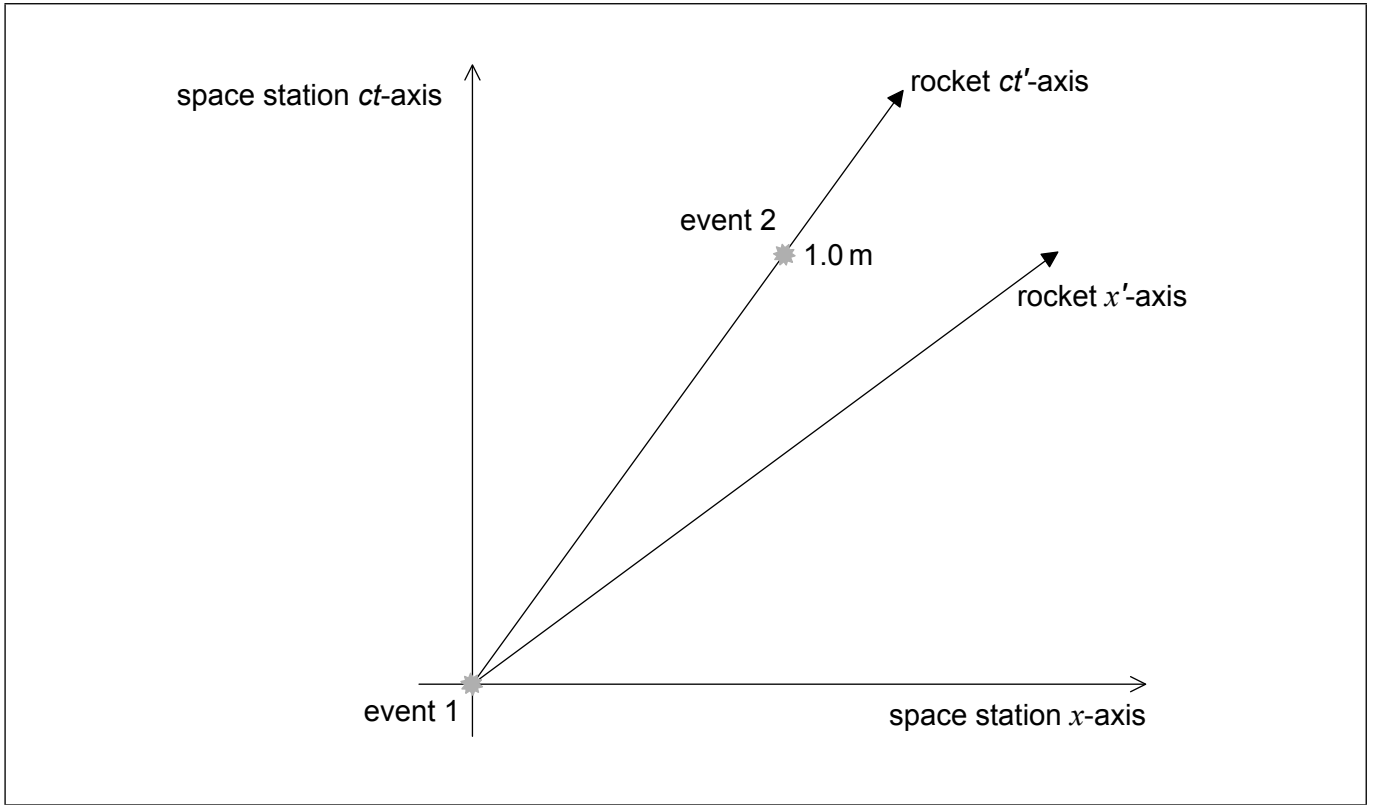 rocket ct'-axis
space station ct-axis
event 2
1.0 m
rocket x'-axis
event 1
space station x-axis